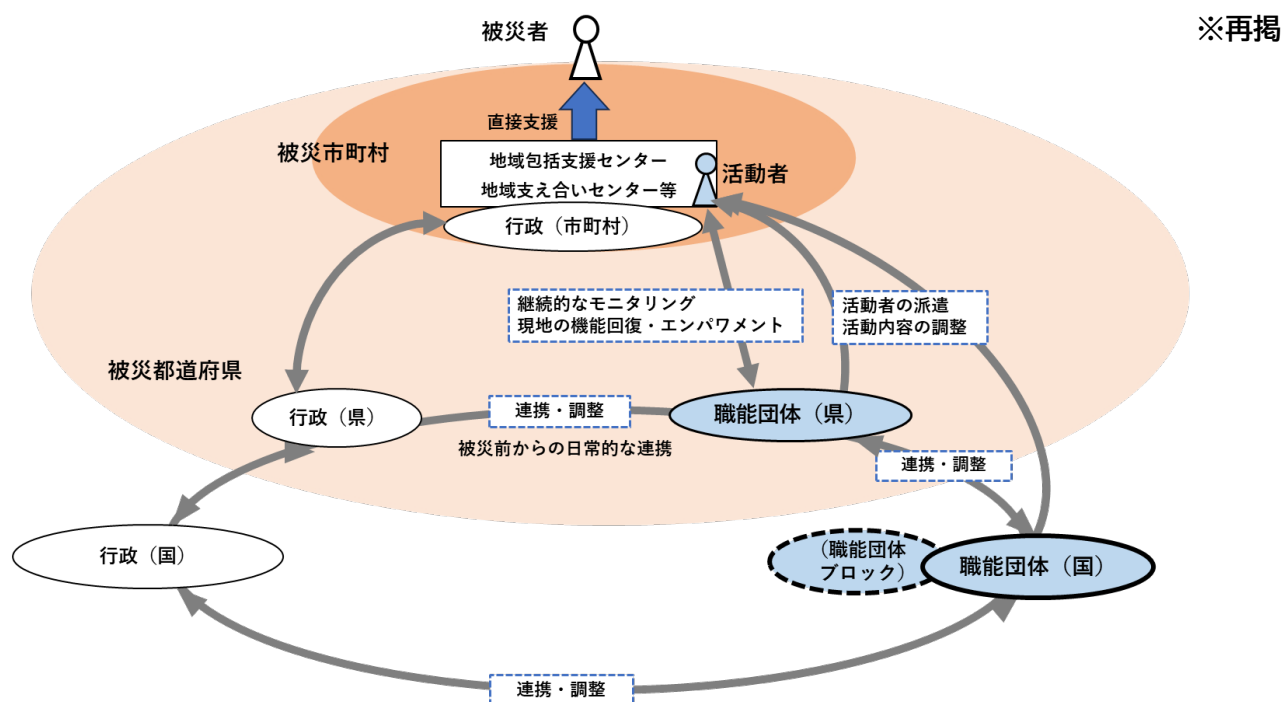 ※再掲
被災者
直接支援
被災市町村
地域包括支援センター
地域支え合いセンター等
活動者
行政（市町村）
継続的なモニタリング
現地の機能回復・エンパワメント
活動者の派遣
活動内容の調整
被災都道府県
行政（県）
連携・調整
職能団体（県）
被災前からの日常的な連携
連携・調整
行政（国）
（職能団体
ブロック）
職能団体（国）
連携・調整